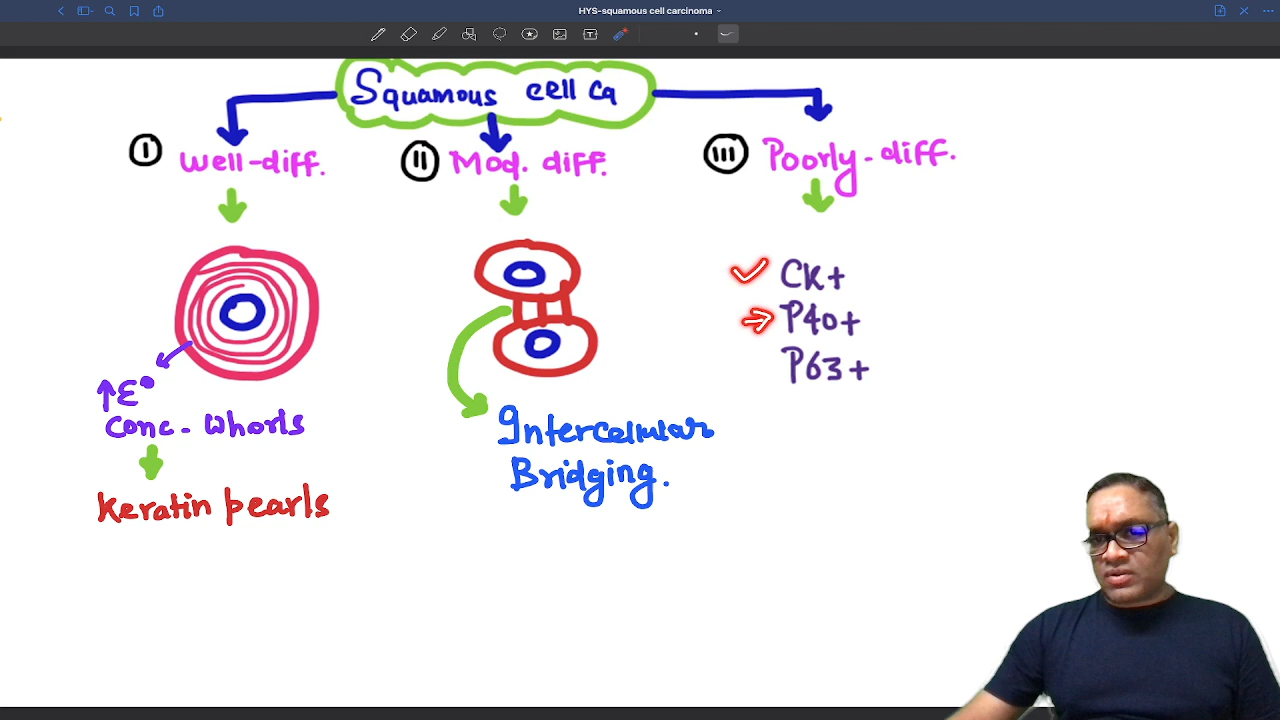 HYS-squamous cell carcinoma
Squamous cell Ca
I Well-diff.
II Mod. diff.
III Poorly-diff.
CK+
P40+
P63+
↑E°
Conc. Whorls
Keratin pearls
Intercellular
Bridging.